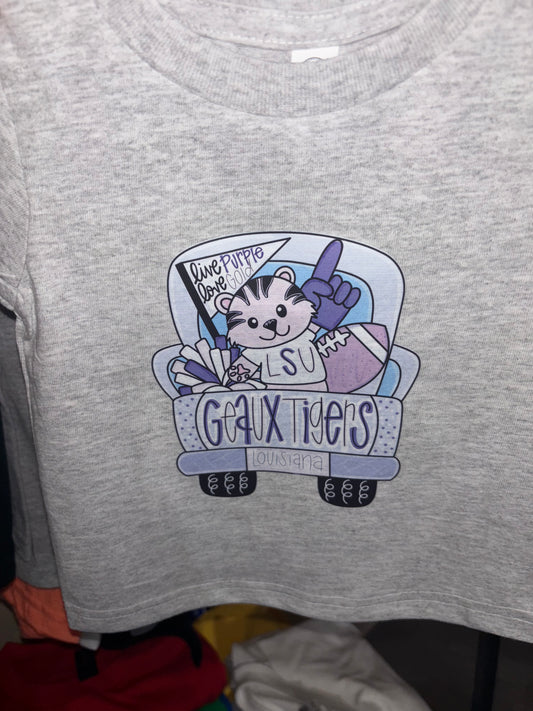 live Purple
love Gold
LSU
Geaux Tigers
Louisiana